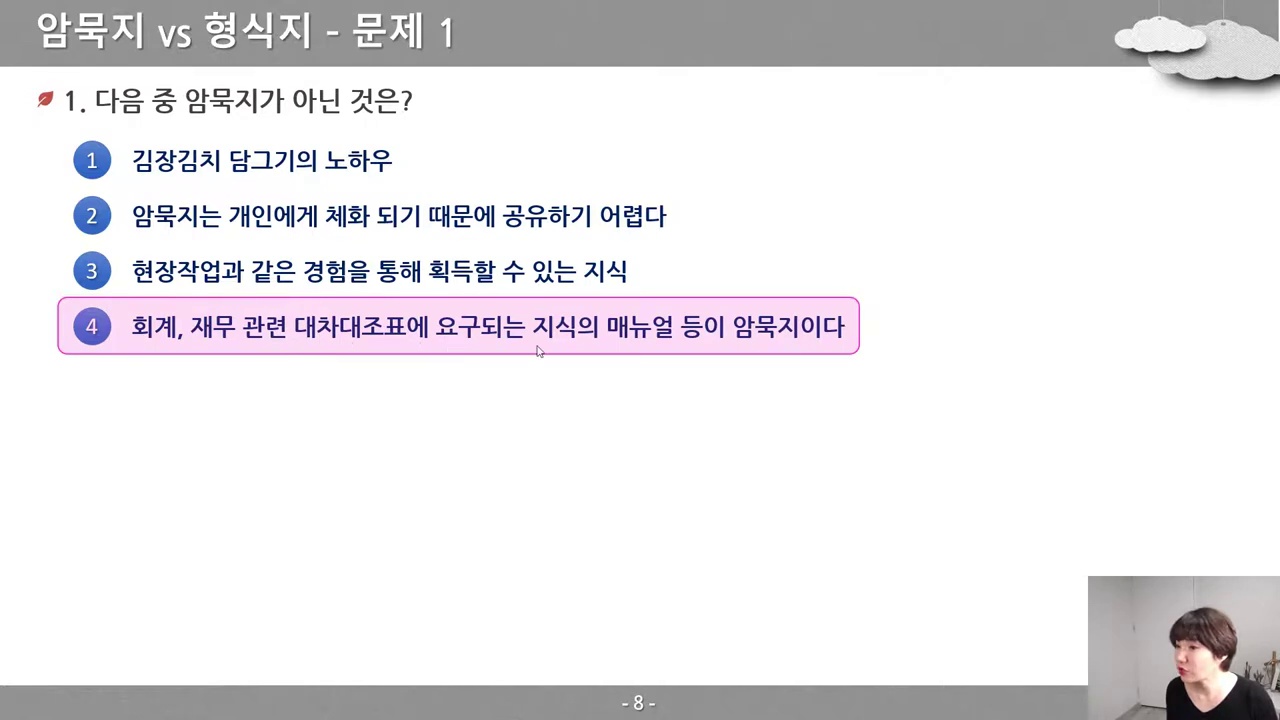 암묵지 vs 형식지 - 문제 1
1. 다음 중 암묵지가 아닌 것은?
1 김장김치 담그기의 노하우
2 암묵지는 개인에게 체화 되기 때문에 공유하기 어렵다
3 현장작업과 같은 경험을 통해 획득할 수 있는 지식
4 회계, 재무 관련 대차대조표에 요구되는 지식의 매뉴얼 등이 암묵지이다
- 8 -